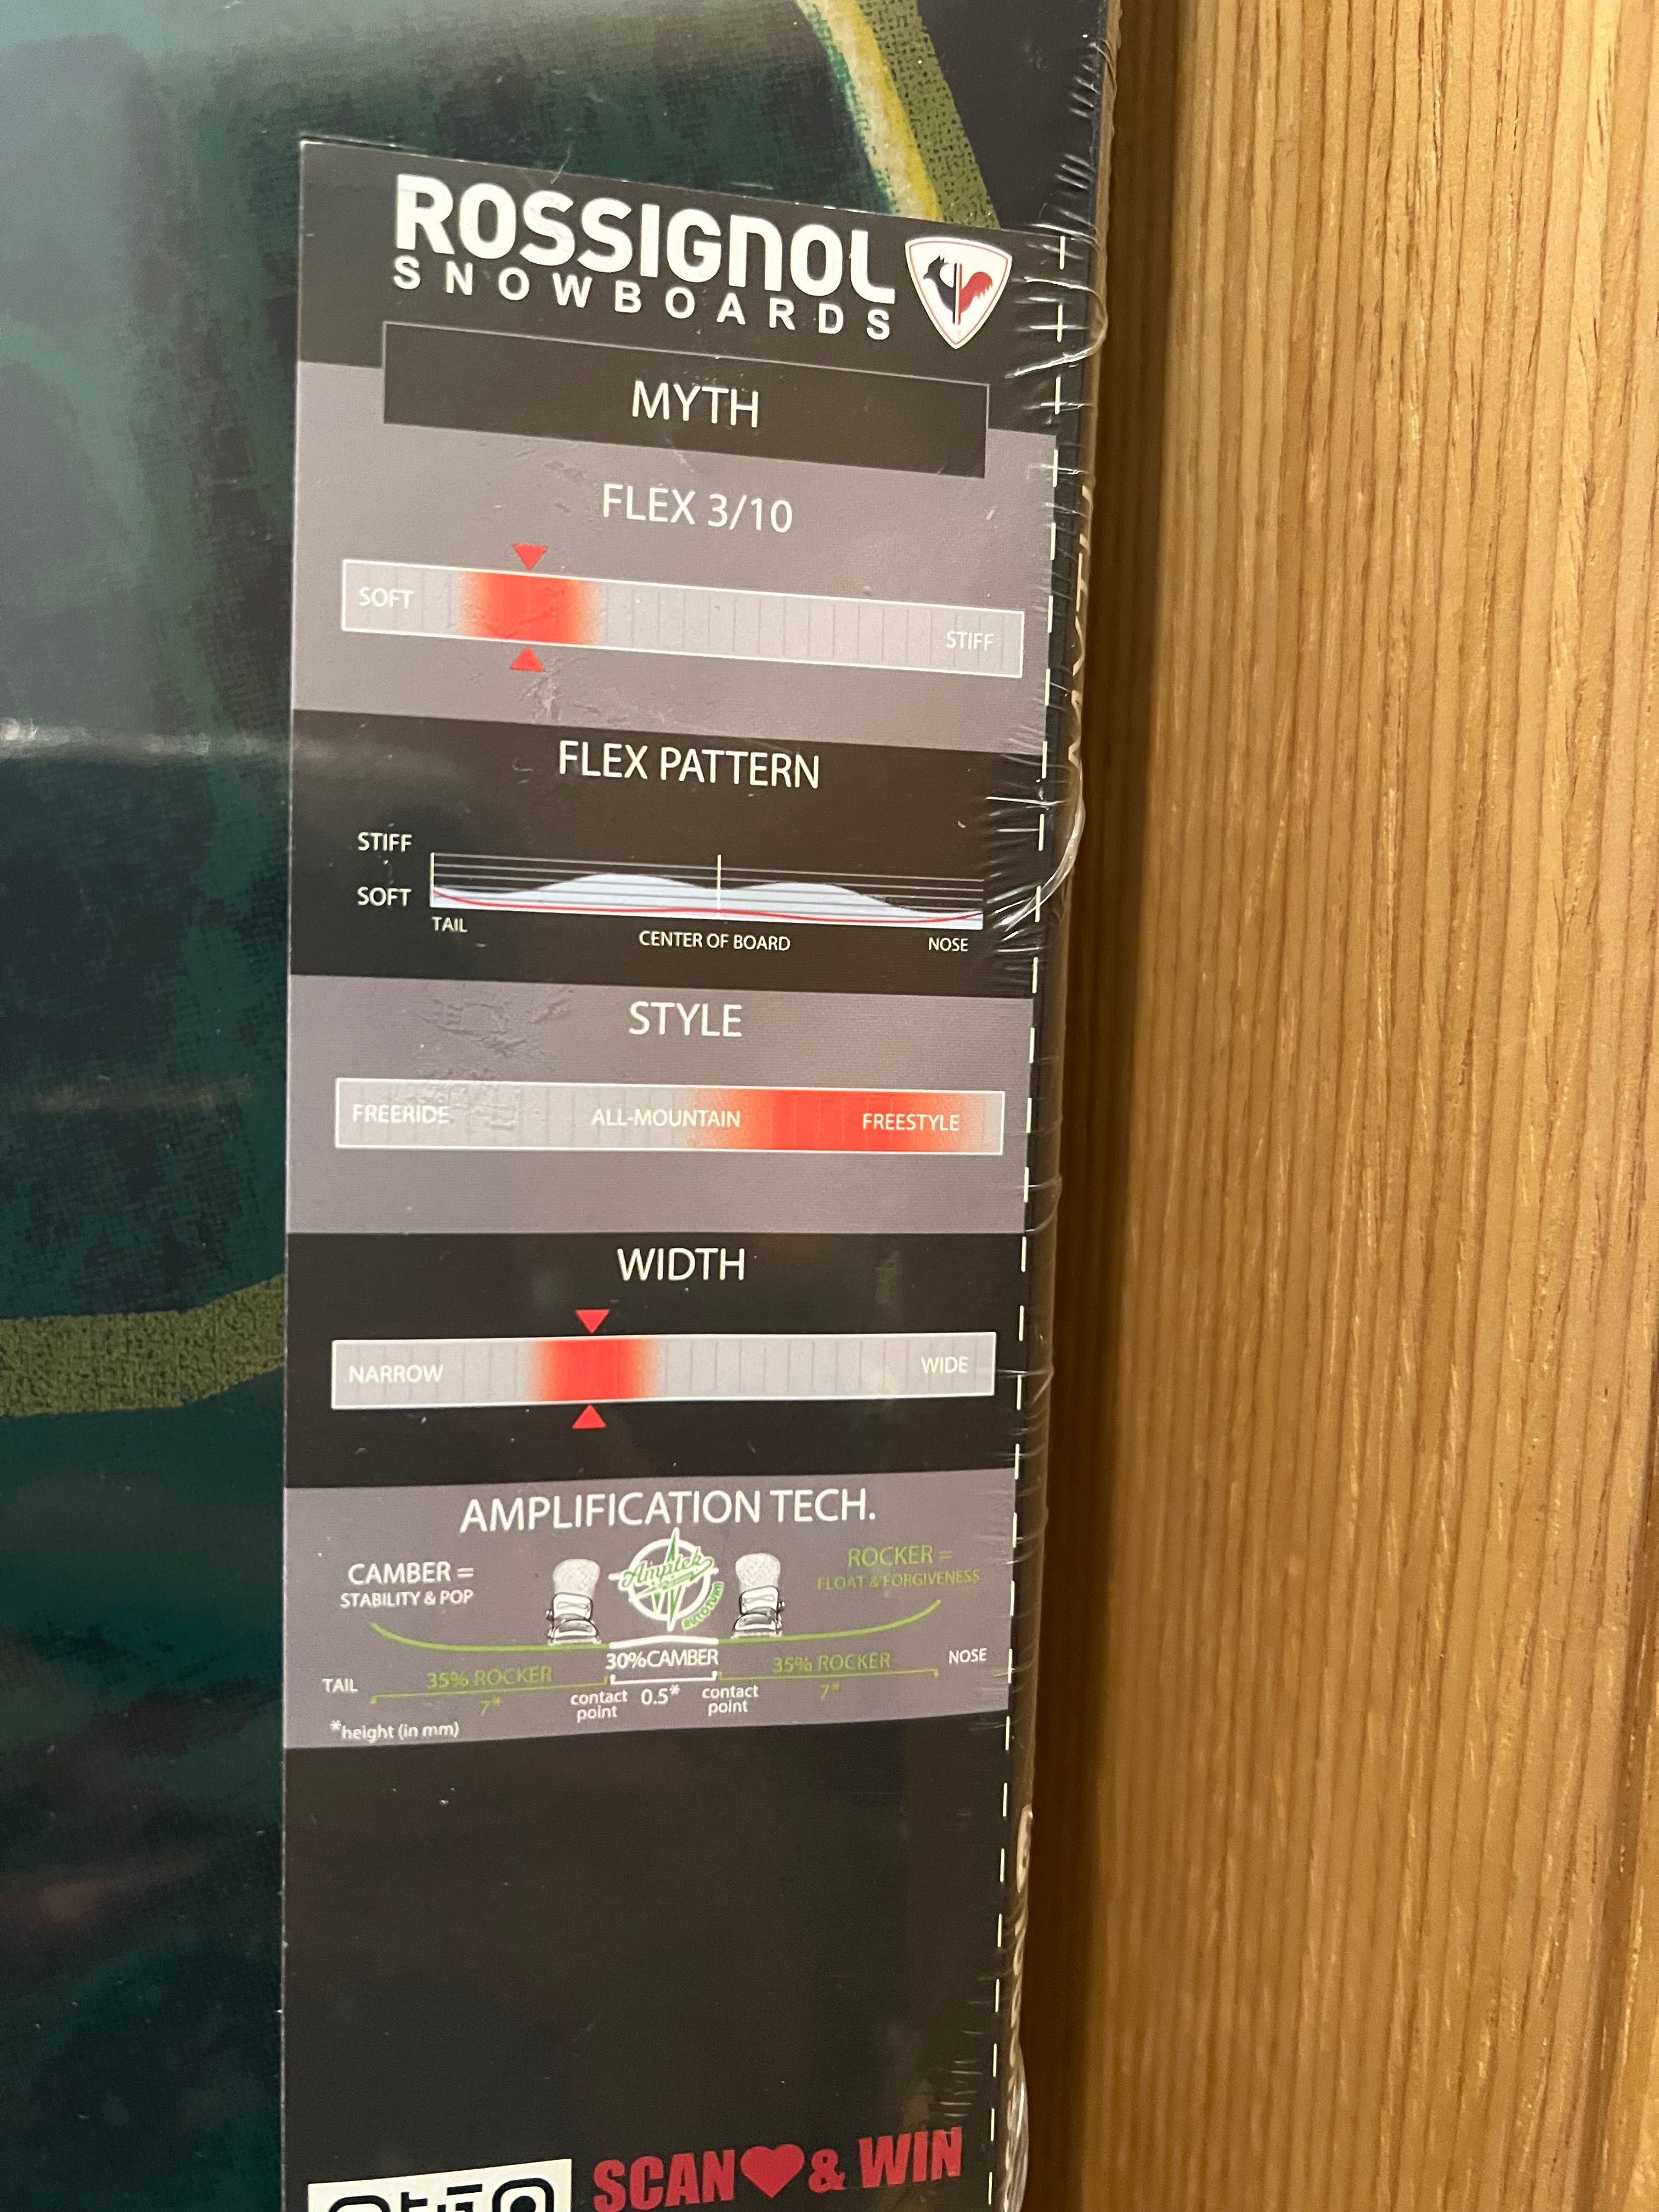 ROSSIGNOL
SNOWBOARDS
MYTH
FLEX 3/10
SOFT STIFF
FLEX PATTERN
STIFF
SOFT
TAIL CENTER OF BOARD NOSE
STYLE
FREERIDE ALL-MOUNTAIN FREESTYLE
WIDTH
NARROW WIDE
AMPLIFICATION TECH.
CAMBER =
STABILITY & POP
Amptek
AUTOTURN
ROCKER =
FLOAT & FORGIVENESS
TAIL 35% ROCKER 30%CAMBER 35% ROCKER NOSE
7* contact point 0.5* contact point 7*
*height (in mm)
SCAN❤& WIN